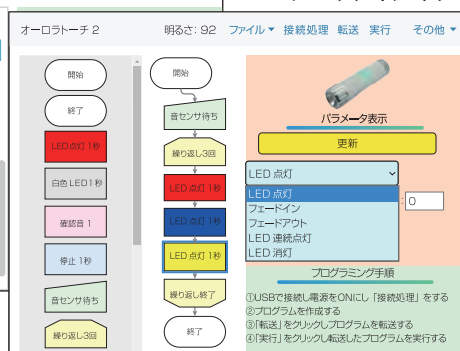 オーロラトーチ 2
明るさ: 92 ファイル▼ 接続処理 転送 実行 その他 ▼
開始
終了
LED点灯 1秒
白色 LED1秒
確認音 1
停止 1秒
音センサ待ち
繰り返し3回
開始
音センサ待ち
繰り返し3回
LED 点灯 1秒
LED 点灯 1秒
LED 点灯 1秒
繰り返し終了
終了
パラメータ表示
更新
LED 点灯
: 0
LED 点灯
フェードイン
フェードアウト
LED 連続点灯
LED 消灯
プログラミング手順
①USBで接続し電源をONにし「接続処理」をする
②プログラムを作成する
③「転送」をクリックしプログラムを転送する
④「実行」をクリックし転送したプログラムを実行する